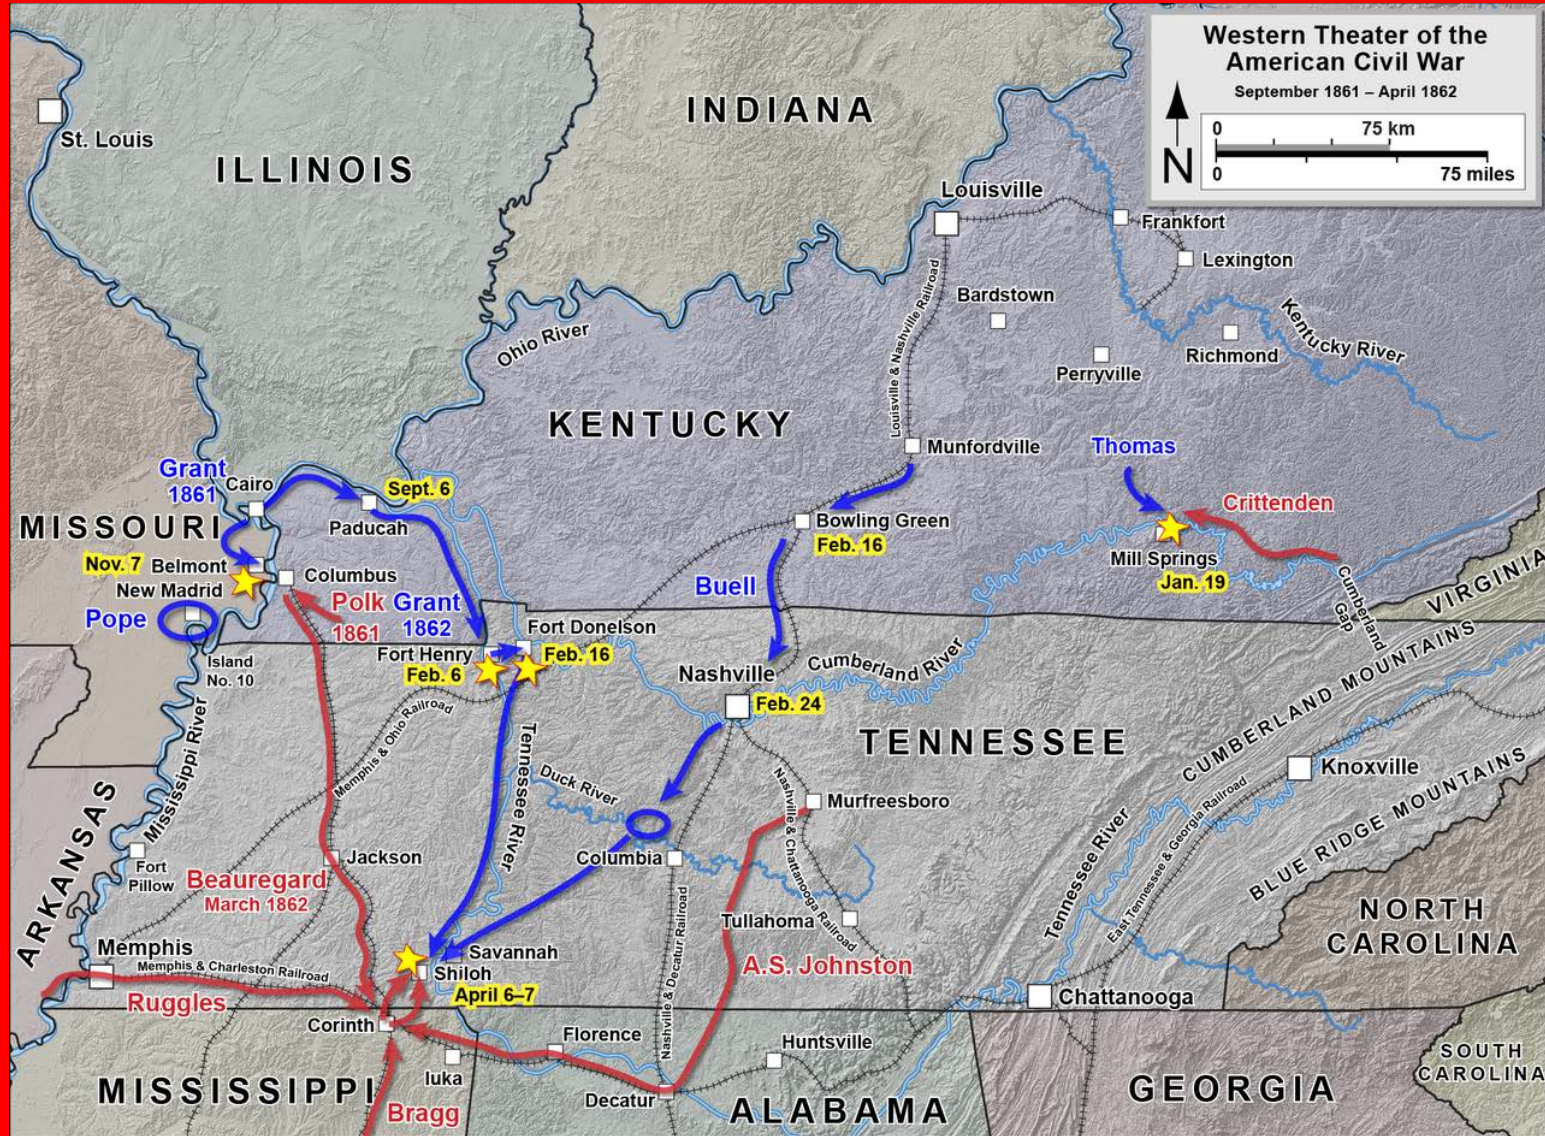 Western Theater of the
American Civil War
September 1861 – April 1862
0
75 km
N
0
75 miles
St. Louis
ILLINOIS
INDIANA
Louisville
Frankfort
Lexington
Bardstown
Louisville & Nashville Railroad
Ohio River
Kentucky River
Richmond
Perryville
KENTUCKY
Munfordville
Thomas
Grant
1861
Cairo
Sept. 6
Paducah
MISSOURI
Crittenden
Bowling Green
Feb. 16
Nov. 7
Belmont
New Madrid
Columbus
Mill Springs
Jan. 19
Cumberland
Gap
VIRGINIA
Pope
Polk
1861
Grant
1862
Buell
Fort Donelson
Feb. 16
Fort Henry
Feb. 6
Island
No. 10
Nashville
Feb. 24
Cumberland River
CUMBERLAND MOUNTAINS
Memphis & Ohio Railroad
Mississippi River
Tennessee River
TENNESSEE
Knoxville
Duck River
Nashville & Chattanooga Railroad
Murfreesboro
ARKANSAS
Fort
Pillow
Jackson
Columbia
Beauregard
March 1862
Tennessee River
East Tennessee & Georgia Railroad
BLUE RIDGE MOUNTAINS
Tullahoma
NORTH
CAROLINA
Memphis
Memphis & Charleston Railroad
Savannah
Shiloh
April 6–7
Nashville & Decatur Railroad
A.S. Johnston
Ruggles
Chattanooga
Corinth
Florence
Huntsville
Iuka
Decatur
SOUTH
CAROLINA
MISSISSIPPI
Bragg
ALABAMA
GEORGIA